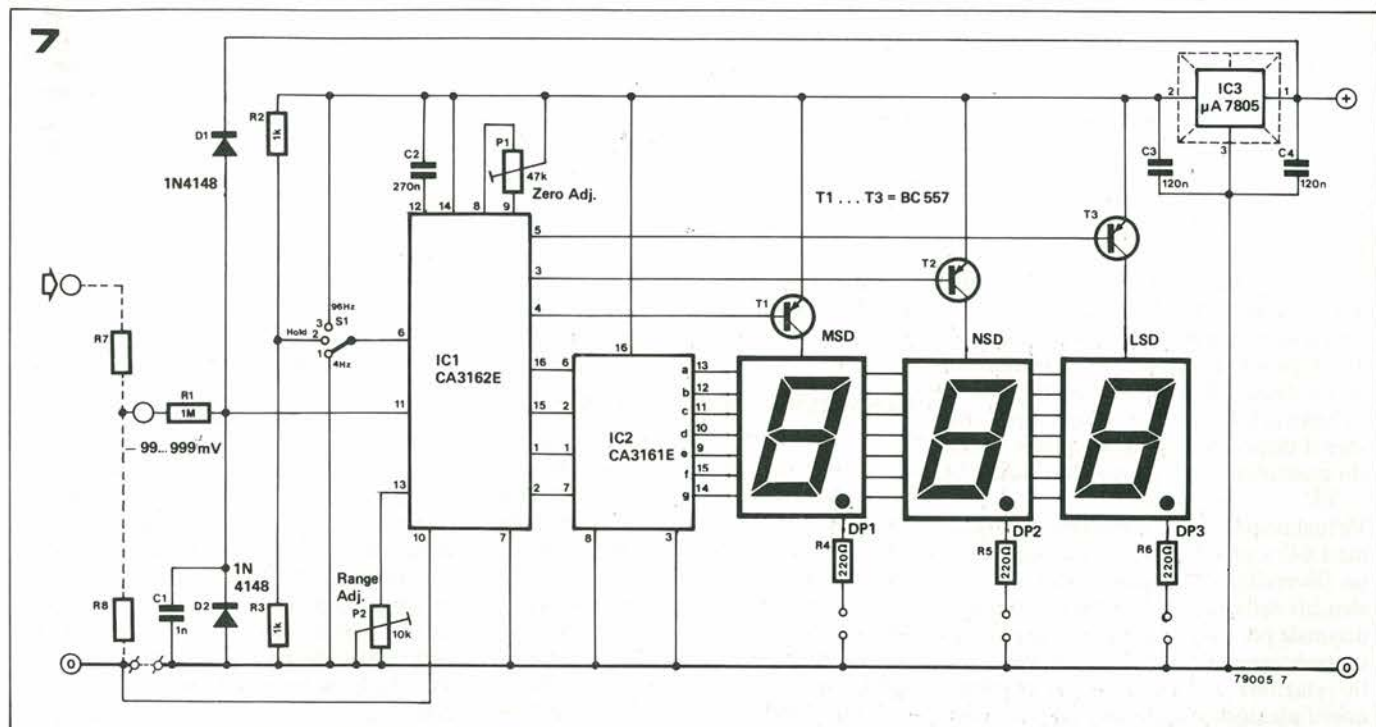 7
IC3
μA 7805
2
1
3
+
D1
1N4148
R2
1k
C2
270n
P1
47k
Zero Adj.
C3
120n
C4
120n
12
14
8
9
T1 . . . T3 = BC 557
T3
5
T2
3
T1
4
MSD
NSD
LSD
96Hz
3
S1
Hold
2
1
4Hz
6
R7
R1
1M
– 99...999mV
11
IC1
CA3162E
16
6
15
2
1
1
2
7
16
IC2
CA3161E
a
13
b
12
c
11
d
10
e
9
f
15
g
14
13
10
7
8
3
DP1
DP2
DP3
R4
220Ω
R5
220Ω
R6
220Ω
Range
Adj.
P2
10k
1N
4148
C1
1n
D2
R3
1k
R8
0
0
79005 7